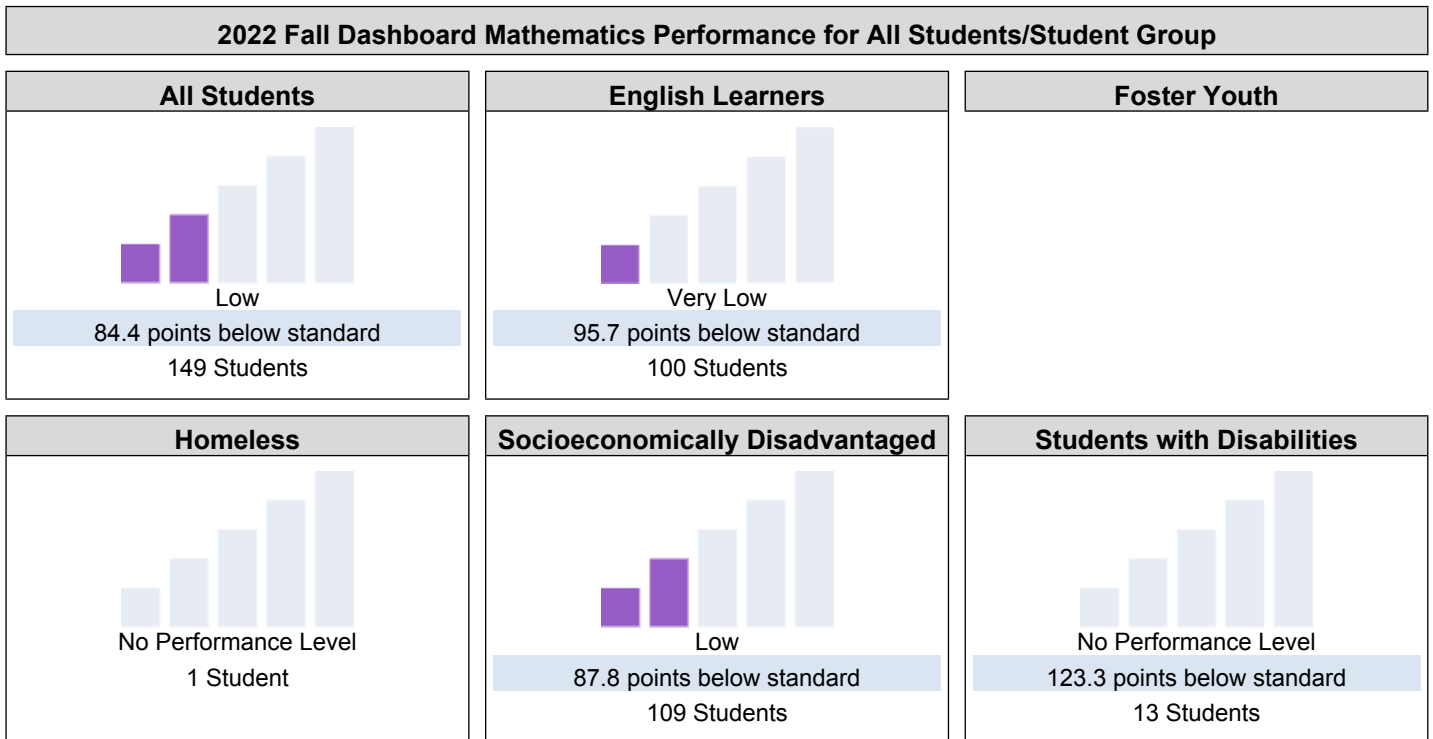 2022 Fall Dashboard Mathematics Performance for All Students/Student Group
All Students
Low
84.4 points below standard
149 Students
English Learners
Very Low
95.7 points below standard
100 Students
Foster Youth
Homeless
No Performance Level
1 Student
Socioeconomically Disadvantaged
Low
87.8 points below standard
109 Students
Students with Disabilities
No Performance Level
123.3 points below standard
13 Students